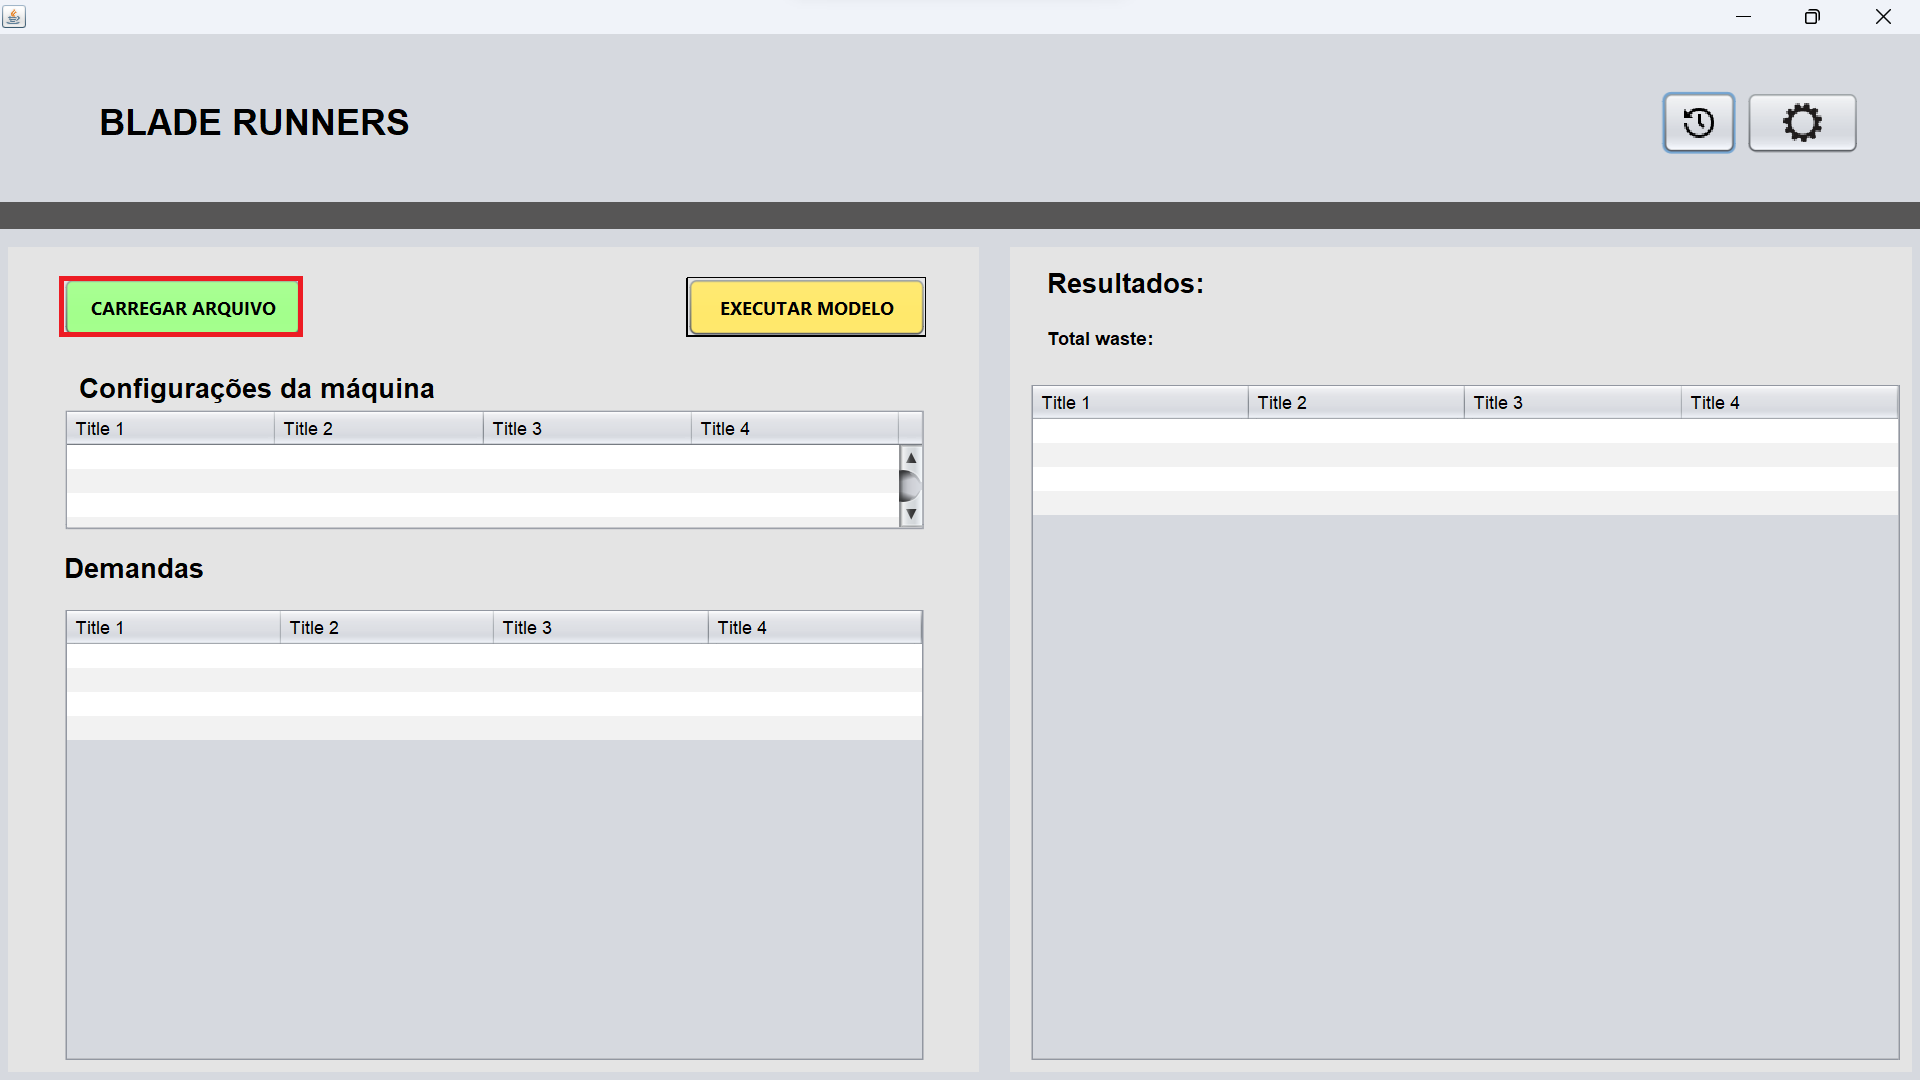 BLADE RUNNERS
CARREGAR ARQUIVO
EXECUTAR MODELO
Configurações da máquina
Title 1 Title 2 Title 3 Title 4
Demandas
Title 1 Title 2 Title 3 Title 4
Resultados:
Total waste:
Title 1 Title 2 Title 3 Title 4